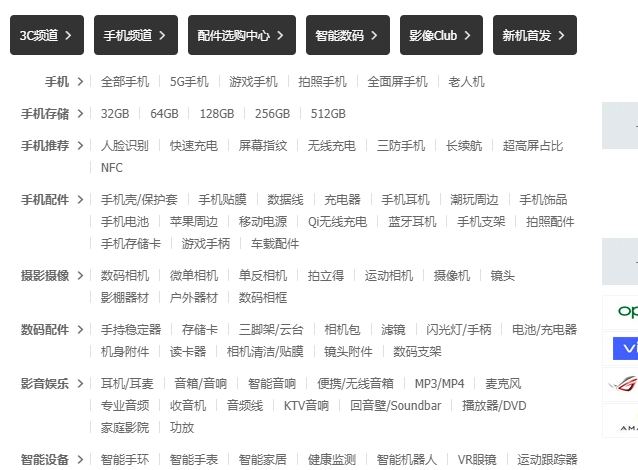 3C频道 手机频道 配件选购中心 智能数码 影像Club 新机首发
手机 全部手机 5G手机 游戏手机 拍照手机 全面屏手机 老人机
手机存储 32GB 64GB 128GB 256GB 512GB
手机推荐 人脸识别 快速充电 屏幕指纹 无线充电 三防手机 长续航 超高屏占比
NFC
手机配件 手机壳/保护套 手机贴膜 数据线 充电器 手机耳机 潮玩周边 手机饰品
手机电池 苹果周边 移动电源 Qi无线充电 蓝牙耳机 手机支架 拍照配件
手机存储卡 游戏手柄 车载配件
摄影摄像 数码相机 微单相机 单反相机 拍立得 运动相机 摄像机 镜头
影棚器材 户外器材 数码相框
数码配件 手持稳定器 存储卡 三脚架/云台 相机包 滤镜 闪光灯/手柄 电池/充电器
机身附件 读卡器 相机清洁/贴膜 镜头附件 数码支架
影音娱乐 耳机/耳麦 音箱/音响 智能音响 便携/无线音箱 MP3/MP4 麦克风
专业音频 收音机 音频线 KTV音响 回音壁/Soundbar 播放器/DVD
家庭影院 功放
智能设备 智能手环 智能手表 智能家居 健康监测 智能机器人 VR眼镜 运动跟踪器